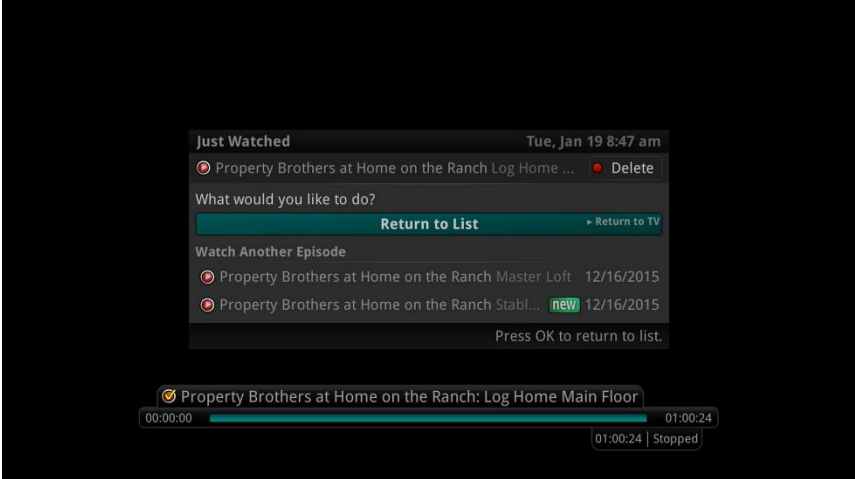 Just Watched Tue, Jan 19 8:47 am
Property Brothers at Home on the Ranch Log Home ... Delete
What would you like to do?
Return to List ▸ Return to TV
Watch Another Episode
Property Brothers at Home on the Ranch Master Loft 12/16/2015
Property Brothers at Home on the Ranch Stabl... new 12/16/2015
Press OK to return to list.
Property Brothers at Home on the Ranch: Log Home Main Floor
00:00:00 01:00:24
01:00:24 | Stopped